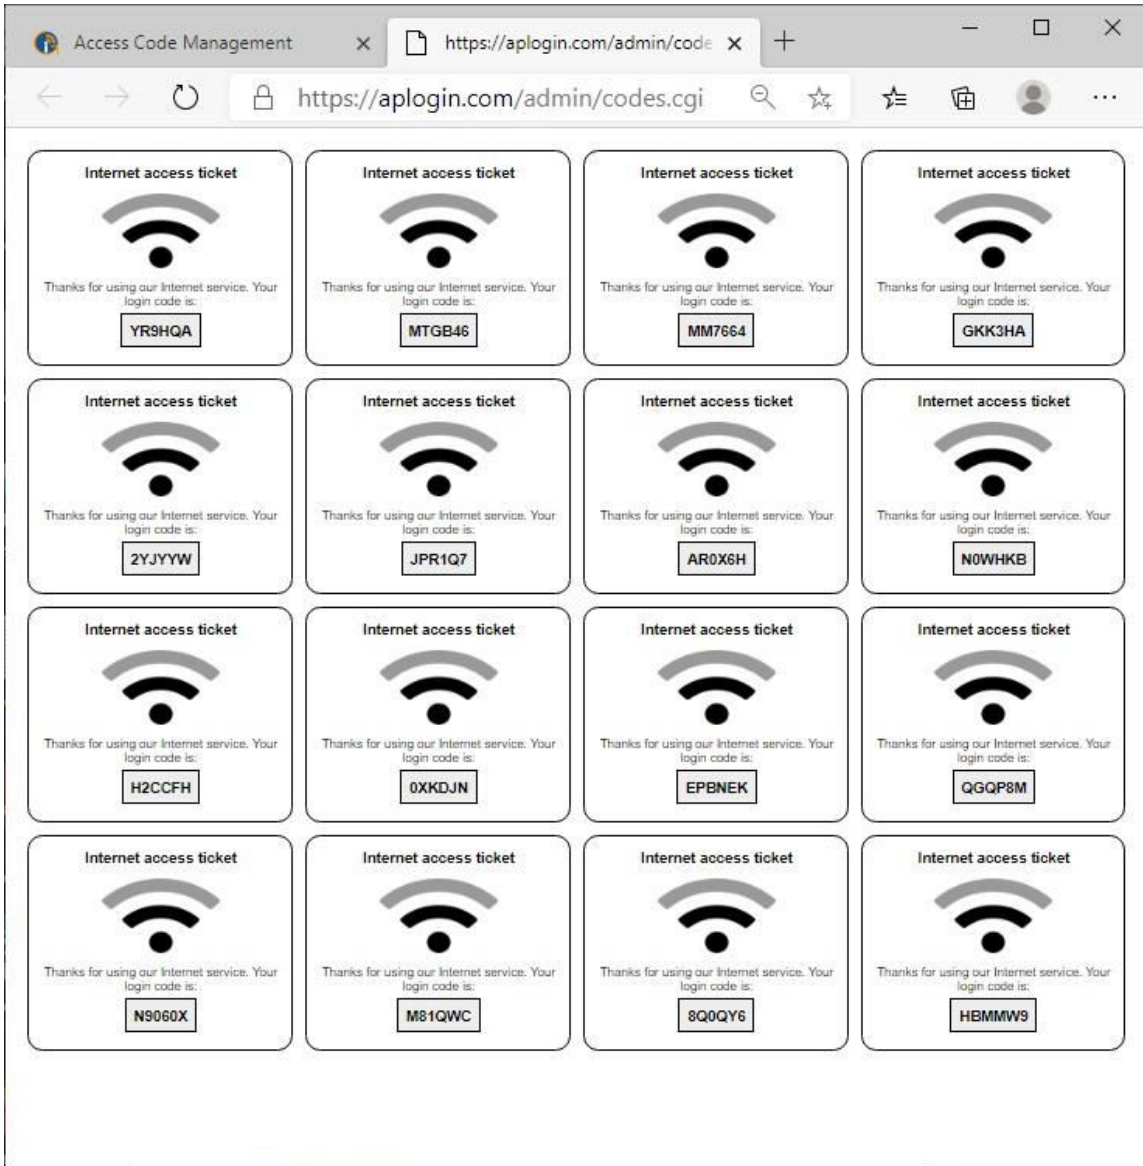 Access Code Management
https://aplogin.com/admin/code
https://aplogin.com/admin/codes.cgi
Internet access ticket
Thanks for using our Internet service. Your
login code is:
YR9HQA
Internet access ticket
Thanks for using our Internet service. Your
login code is:
MTGB46
Internet access ticket
Thanks for using our Internet service. Your
login code is:
MM7664
Internet access ticket
Thanks for using our Internet service. Your
login code is:
GKK3HA
Internet access ticket
Thanks for using our Internet service. Your
login code is:
2YJYYW
Internet access ticket
Thanks for using our Internet service. Your
login code is:
JPR1Q7
Internet access ticket
Thanks for using our Internet service. Your
login code is:
AR0X6H
Internet access ticket
Thanks for using our Internet service. Your
login code is:
N0WHKB
Internet access ticket
Thanks for using our Internet service. Your
login code is:
H2CCFH
Internet access ticket
Thanks for using our Internet service. Your
login code is:
0XKDJN
Internet access ticket
Thanks for using our Internet service. Your
login code is:
EPBNEK
Internet access ticket
Thanks for using our Internet service. Your
login code is:
QGQP8M
Internet access ticket
Thanks for using our Internet service. Your
login code is:
N9060X
Internet access ticket
Thanks for using our Internet service. Your
login code is:
M81QWC
Internet access ticket
Thanks for using our Internet service. Your
login code is:
8Q0QY6
Internet access ticket
Thanks for using our Internet service. Your
login code is:
HBMMW9